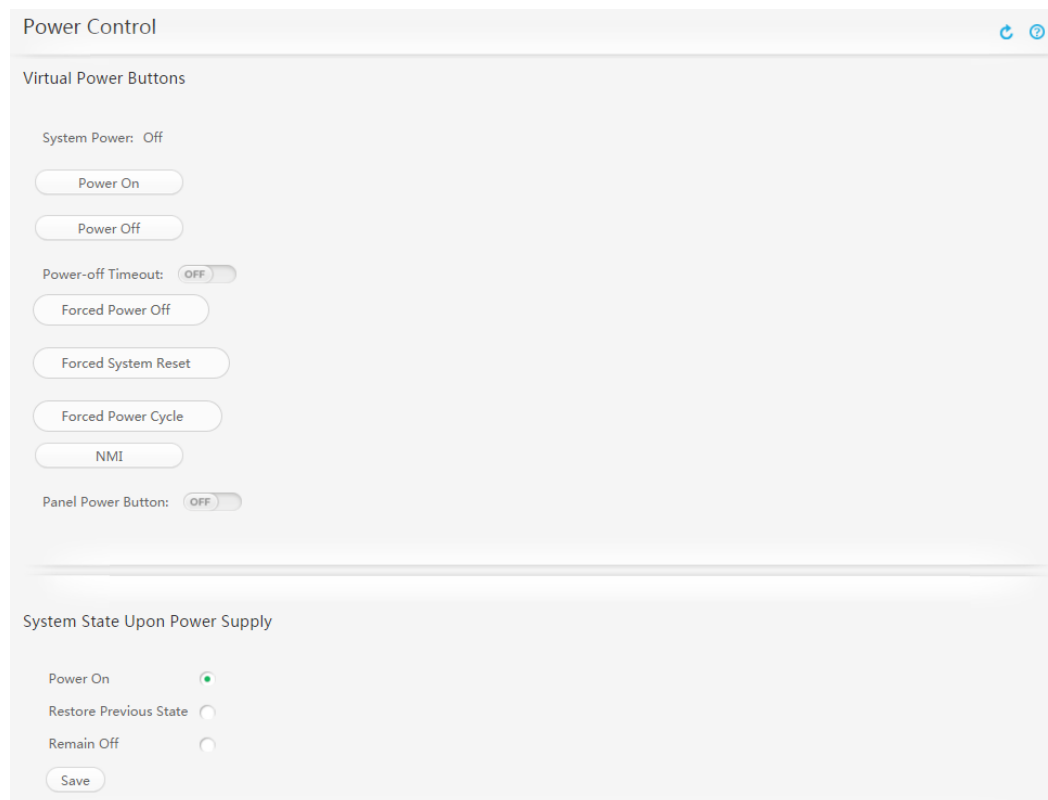 Power Control
Virtual Power Buttons
System Power: Off
Power On
Power Off
Power-off Timeout: OFF
Forced Power Off
Forced System Reset
Forced Power Cycle
NMI
Panel Power Button: OFF
System State Upon Power Supply
Power On
Restore Previous State
Remain Off
Save